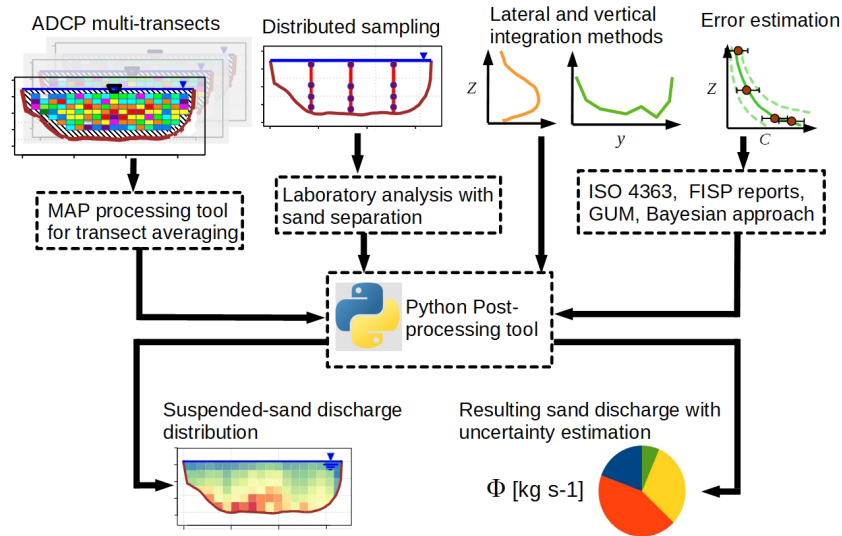 ADCP multi-transects
Distributed sampling
Lateral and vertical
integration methods
Error estimation
Z
y
Z
C
MAP processing tool
for transect averaging
Laboratory analysis with
sand separation
ISO 4363,  FISP reports,
GUM, Bayesian approach
Python Post-
processing tool
Suspended-sand discharge
distribution
Resulting sand discharge with
uncertainty estimation
Φ [kg s-1]